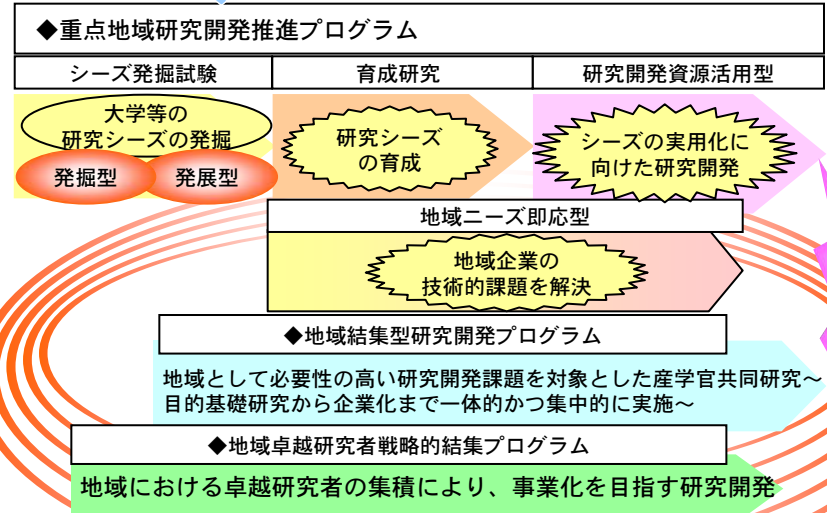 ◆重点地域研究開発推進プログラム
シーズ発掘試験
育成研究
研究開発資源活用型
大学等の
研究シーズの発掘
発掘型
発展型
研究シーズ
の育成
シーズの実用化に
向けた研究開発
地域ニーズ即応型
地域企業の
技術的課題を解決
◆地域結集型研究開発プログラム
地域として必要性の高い研究開発課題を対象とした産学官共同研究～
目的基礎研究から企業化まで一体的かつ集中的に実施～
◆地域卓越研究者戦略的結集プログラム
地域における卓越研究者の集積により、事業化を目指す研究開発